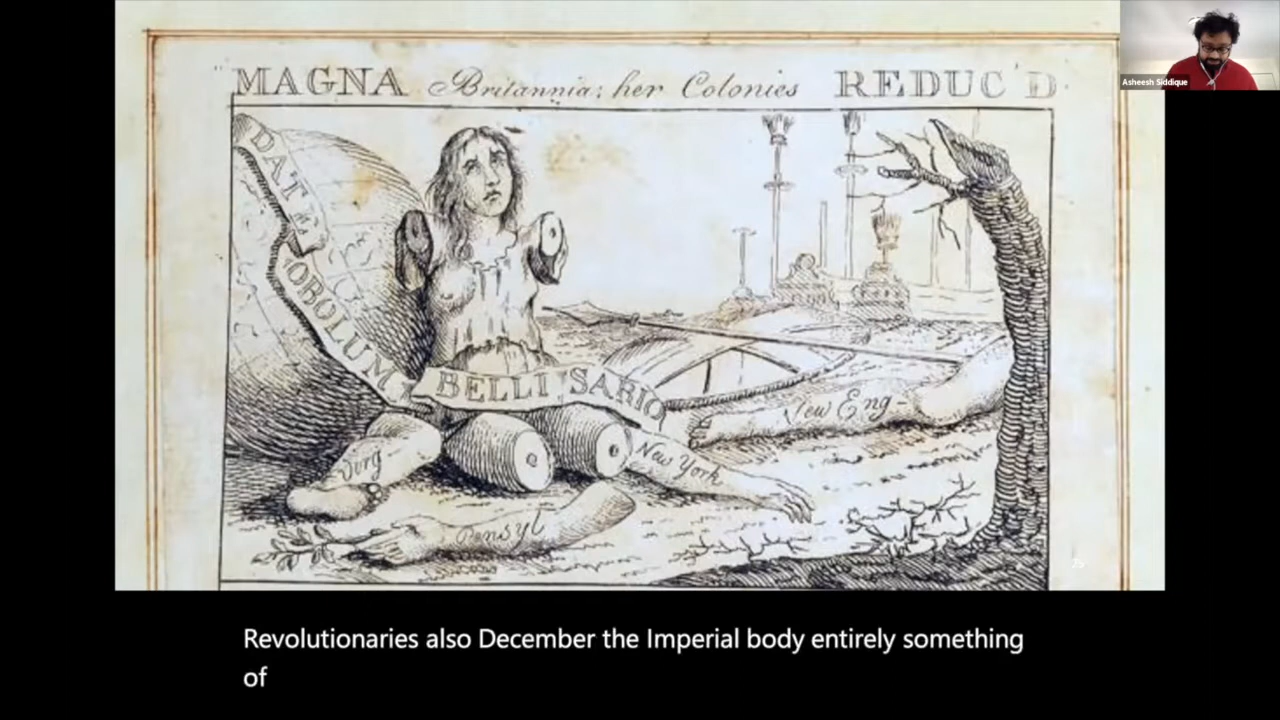 MAGNA Britannia; her Colonies REDUC'D
Asheesh Siddique
DATE
OBOLUM
BELLISARIO
New Eng-
Virg-
New York
Pensyl
Revolutionaries also December the Imperial body entirely something
of